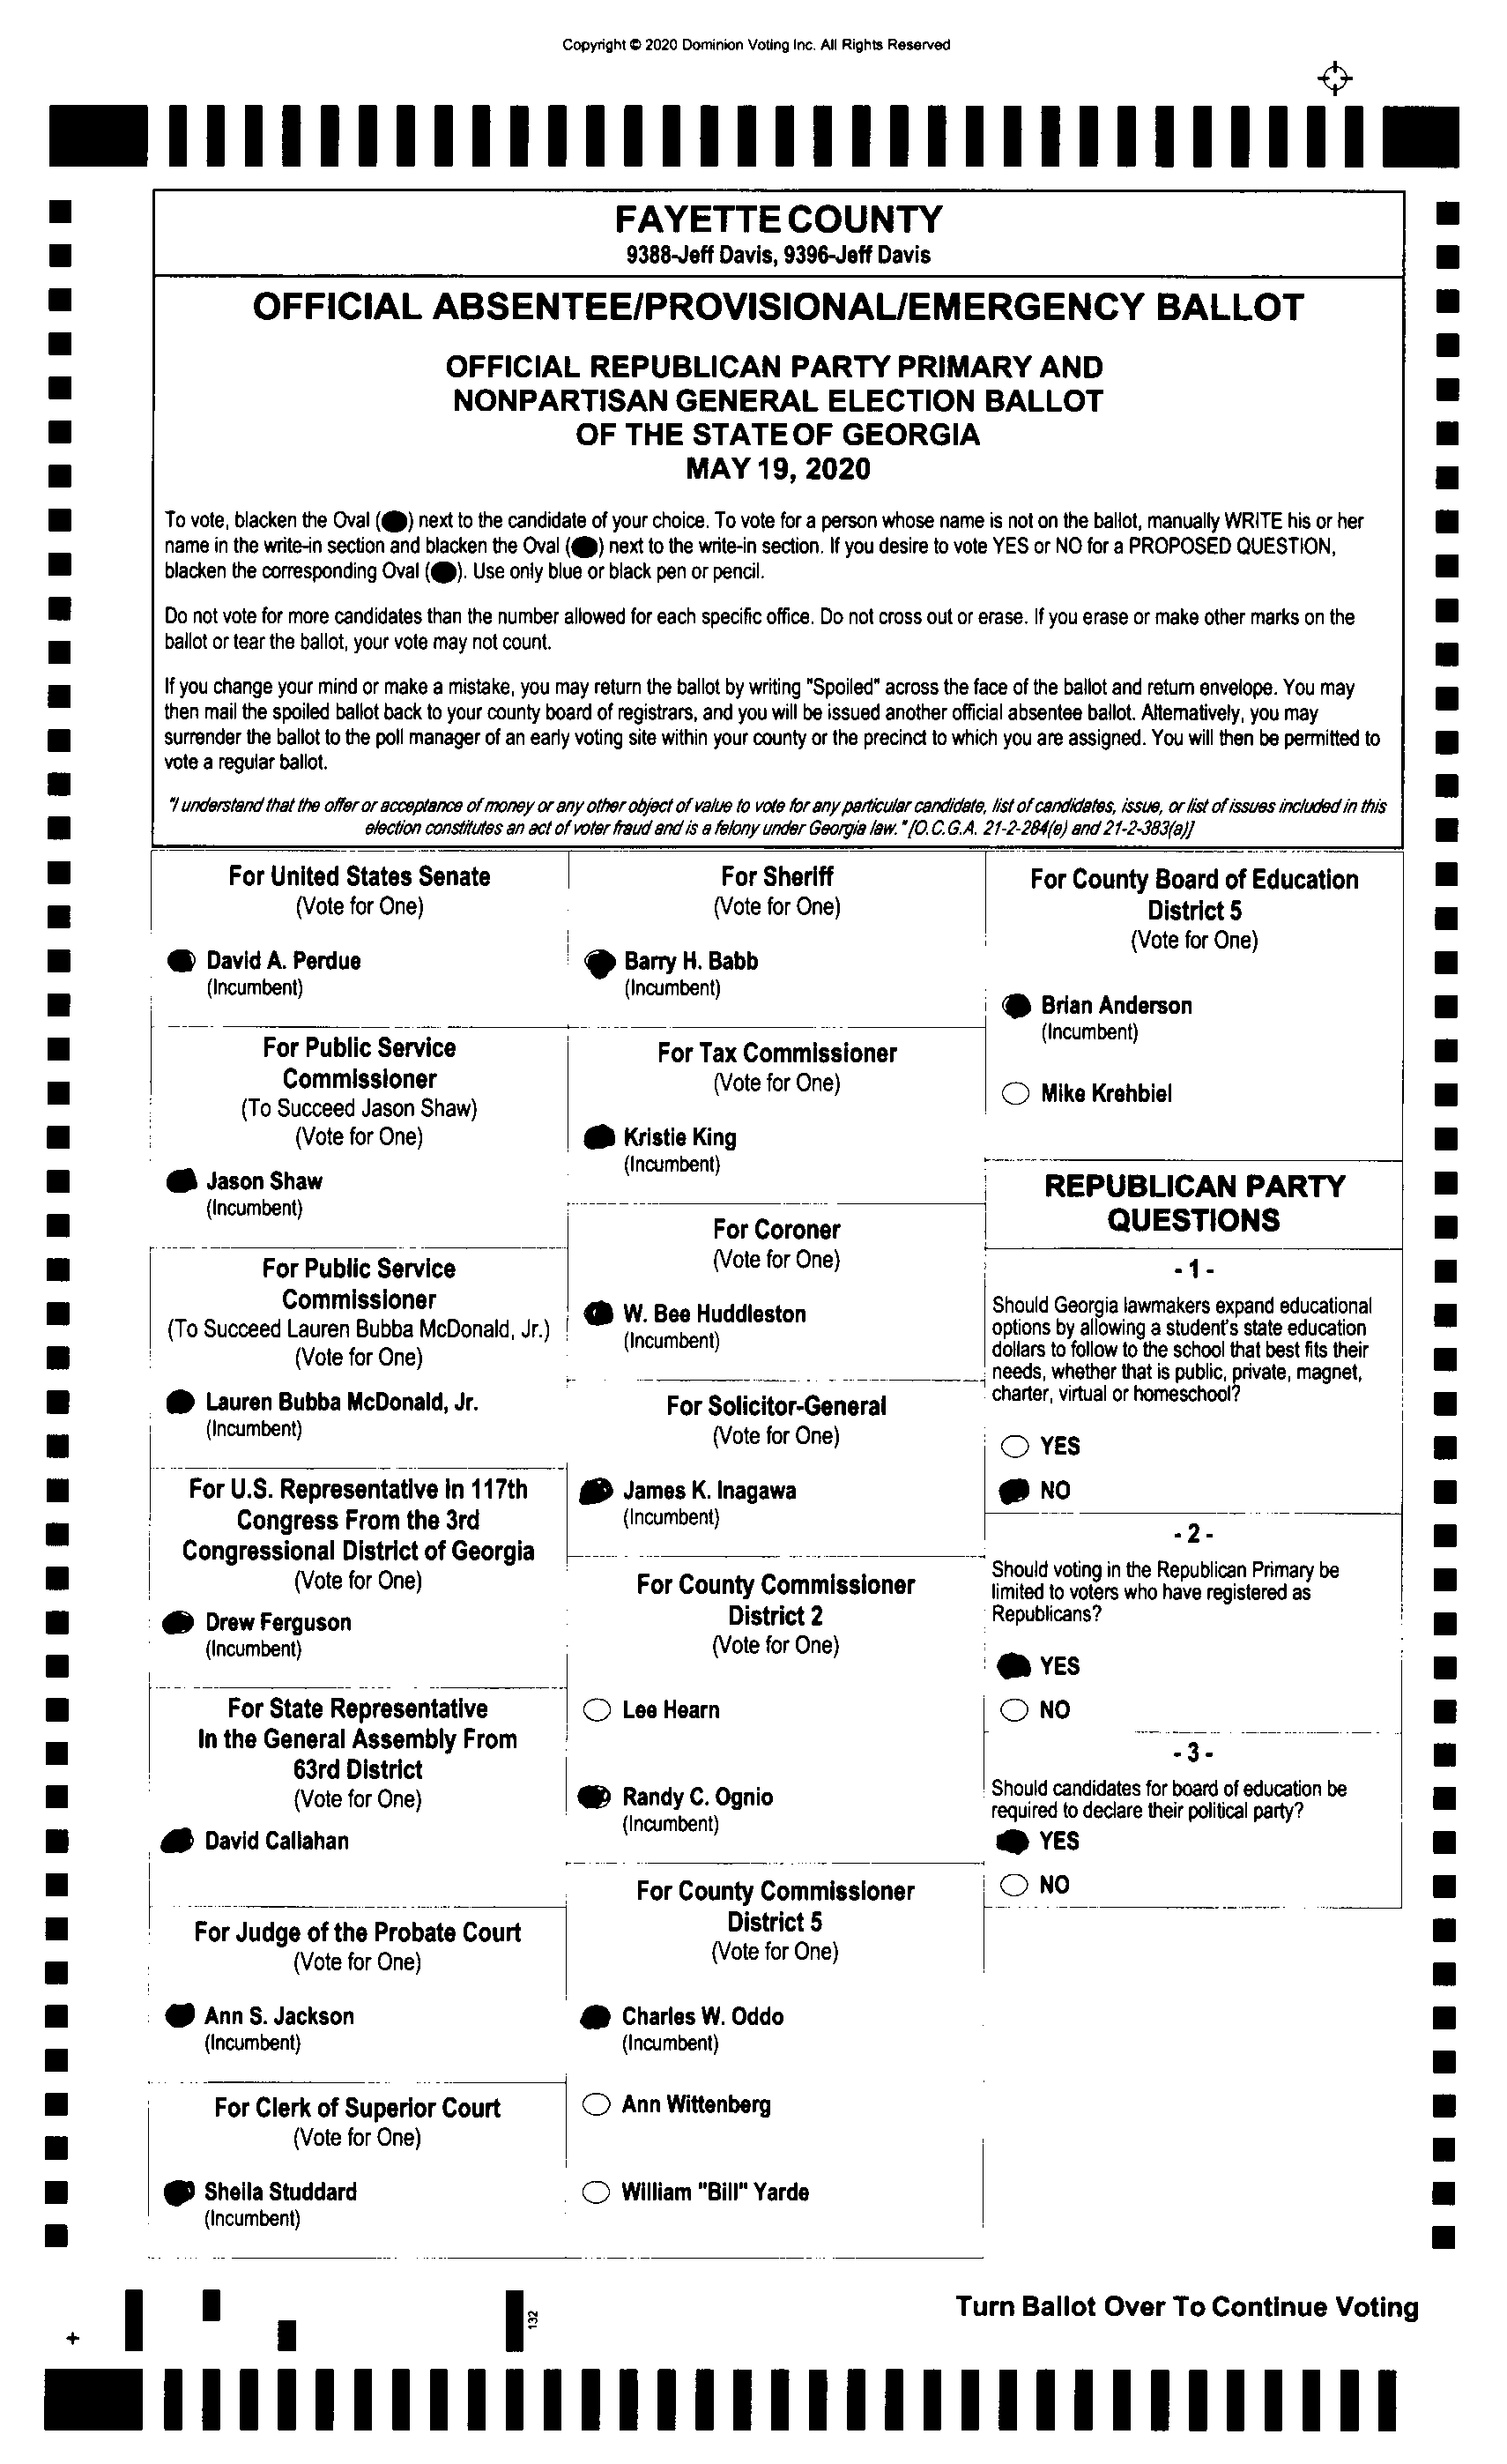 Copyright © 2020 Dominion Voting Inc. All Rights Reserved
FAYETTE COUNTY
9388-Jeff Davis, 9396-Jeff Davis
OFFICIAL ABSENTEE/PROVISIONAL/EMERGENCY BALLOT
OFFICIAL REPUBLICAN PARTY PRIMARY AND
NONPARTISAN GENERAL ELECTION BALLOT
OF THE STATE OF GEORGIA
MAY 19, 2020
To vote, blacken the Oval ( ) next to the candidate of your choice. To vote for a person whose name is not on the ballot, manually WRITE his or her
name in the write-in section and blacken the Oval ( ) next to the write-in section. If you desire to vote YES or NO for a PROPOSED QUESTION,
blacken the corresponding Oval ( ). Use only blue or black pen or pencil.
Do not vote for more candidates than the number allowed for each specific office. Do not cross out or erase. If you erase or make other marks on the
ballot or tear the ballot, your vote may not count.
If you change your mind or make a mistake, you may return the ballot by writing "Spoiled" across the face of the ballot and return envelope. You may
then mail the spoiled ballot back to your county board of registrars, and you will be issued another official absentee ballot. Alternatively, you may
surrender the ballot to the poll manager of an early voting site within your county or the precinct to which you are assigned. You will then be permitted to
vote a regular ballot.
"I understand that the offer or acceptance of money or any other object of value to vote for any particular candidate, list of candidates, issue, or list of issues included in this
election constitutes an act of voter fraud and is a felony under Georgia law." [O.C.G.A. 21-2-284(e) and 21-2-383(a)]
For United States Senate
(Vote for One)
David A. Perdue
(Incumbent)
For Public Service
Commissioner
(To Succeed Jason Shaw)
(Vote for One)
Jason Shaw
(Incumbent)
For Public Service
Commissioner
(To Succeed Lauren Bubba McDonald, Jr.)
(Vote for One)
Lauren Bubba McDonald, Jr.
(Incumbent)
For U.S. Representative in 117th
Congress From the 3rd
Congressional District of Georgia
(Vote for One)
Drew Ferguson
(Incumbent)
For State Representative
In the General Assembly From
63rd District
(Vote for One)
David Callahan
For Judge of the Probate Court
(Vote for One)
Ann S. Jackson
(Incumbent)
For Clerk of Superior Court
(Vote for One)
Sheila Studdard
(Incumbent)
For Sheriff
(Vote for One)
Barry H. Babb
(Incumbent)
For Tax Commissioner
(Vote for One)
Kristie King
(Incumbent)
For Coroner
(Vote for One)
W. Bee Huddleston
(Incumbent)
For Solicitor-General
(Vote for One)
James K. Inagawa
(Incumbent)
For County Commissioner
District 2
(Vote for One)
Lee Hearn
Randy C. Ognio
(Incumbent)
For County Commissioner
District 5
(Vote for One)
Charles W. Oddo
(Incumbent)
Ann Wittenberg
William "Bill" Yarde
For County Board of Education
District 5
(Vote for One)
Brian Anderson
(Incumbent)
Mike Krehbiel
REPUBLICAN PARTY
QUESTIONS
- 1 -
Should Georgia lawmakers expand educational
options by allowing a student's state education
dollars to follow to the school that best fits their
needs, whether that is public, private, magnet,
charter, virtual or homeschool?
YES
NO
- 2 -
Should voting in the Republican Primary be
limited to voters who have registered as
Republicans?
YES
NO
- 3 -
Should candidates for board of education be
required to declare their political party?
YES
NO
132
Turn Ballot Over To Continue Voting